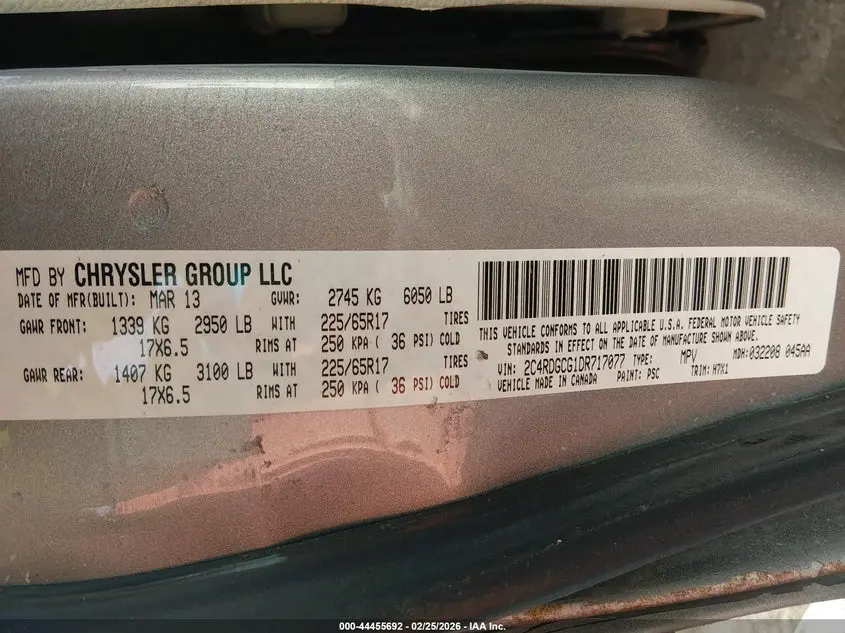 MFD BY CHRYSLER GROUP LLC
DATE OF MFR(BUILT): MAR 13 GVWR: 2745 KG 6050 LB
GAWR FRONT: 1339 KG 2950 LB WITH 225/65R17 TIRES
17X6.5 RIMS AT 250 KPA ( 36 PSI) COLD
GAWR REAR: 1407 KG 3100 LB WITH 225/65R17 TIRES
17X6.5 RIMS AT 250 KPA ( 36 PSI) COLD
THIS VEHICLE CONFORMS TO ALL APPLICABLE U.S.A. FEDERAL MOTOR VEHICLE SAFETY
STANDARDS IN EFFECT ON THE DATE OF MANUFACTURE SHOWN ABOVE.
VIN: 2C4RDGCG1DR717077 TYPE: MPV MDH:032208 045AA
VEHICLE MADE IN CANADA PAINT: PSC TRIM: H7X1
000-44455692 - 02/25/2026 - IAA Inc.